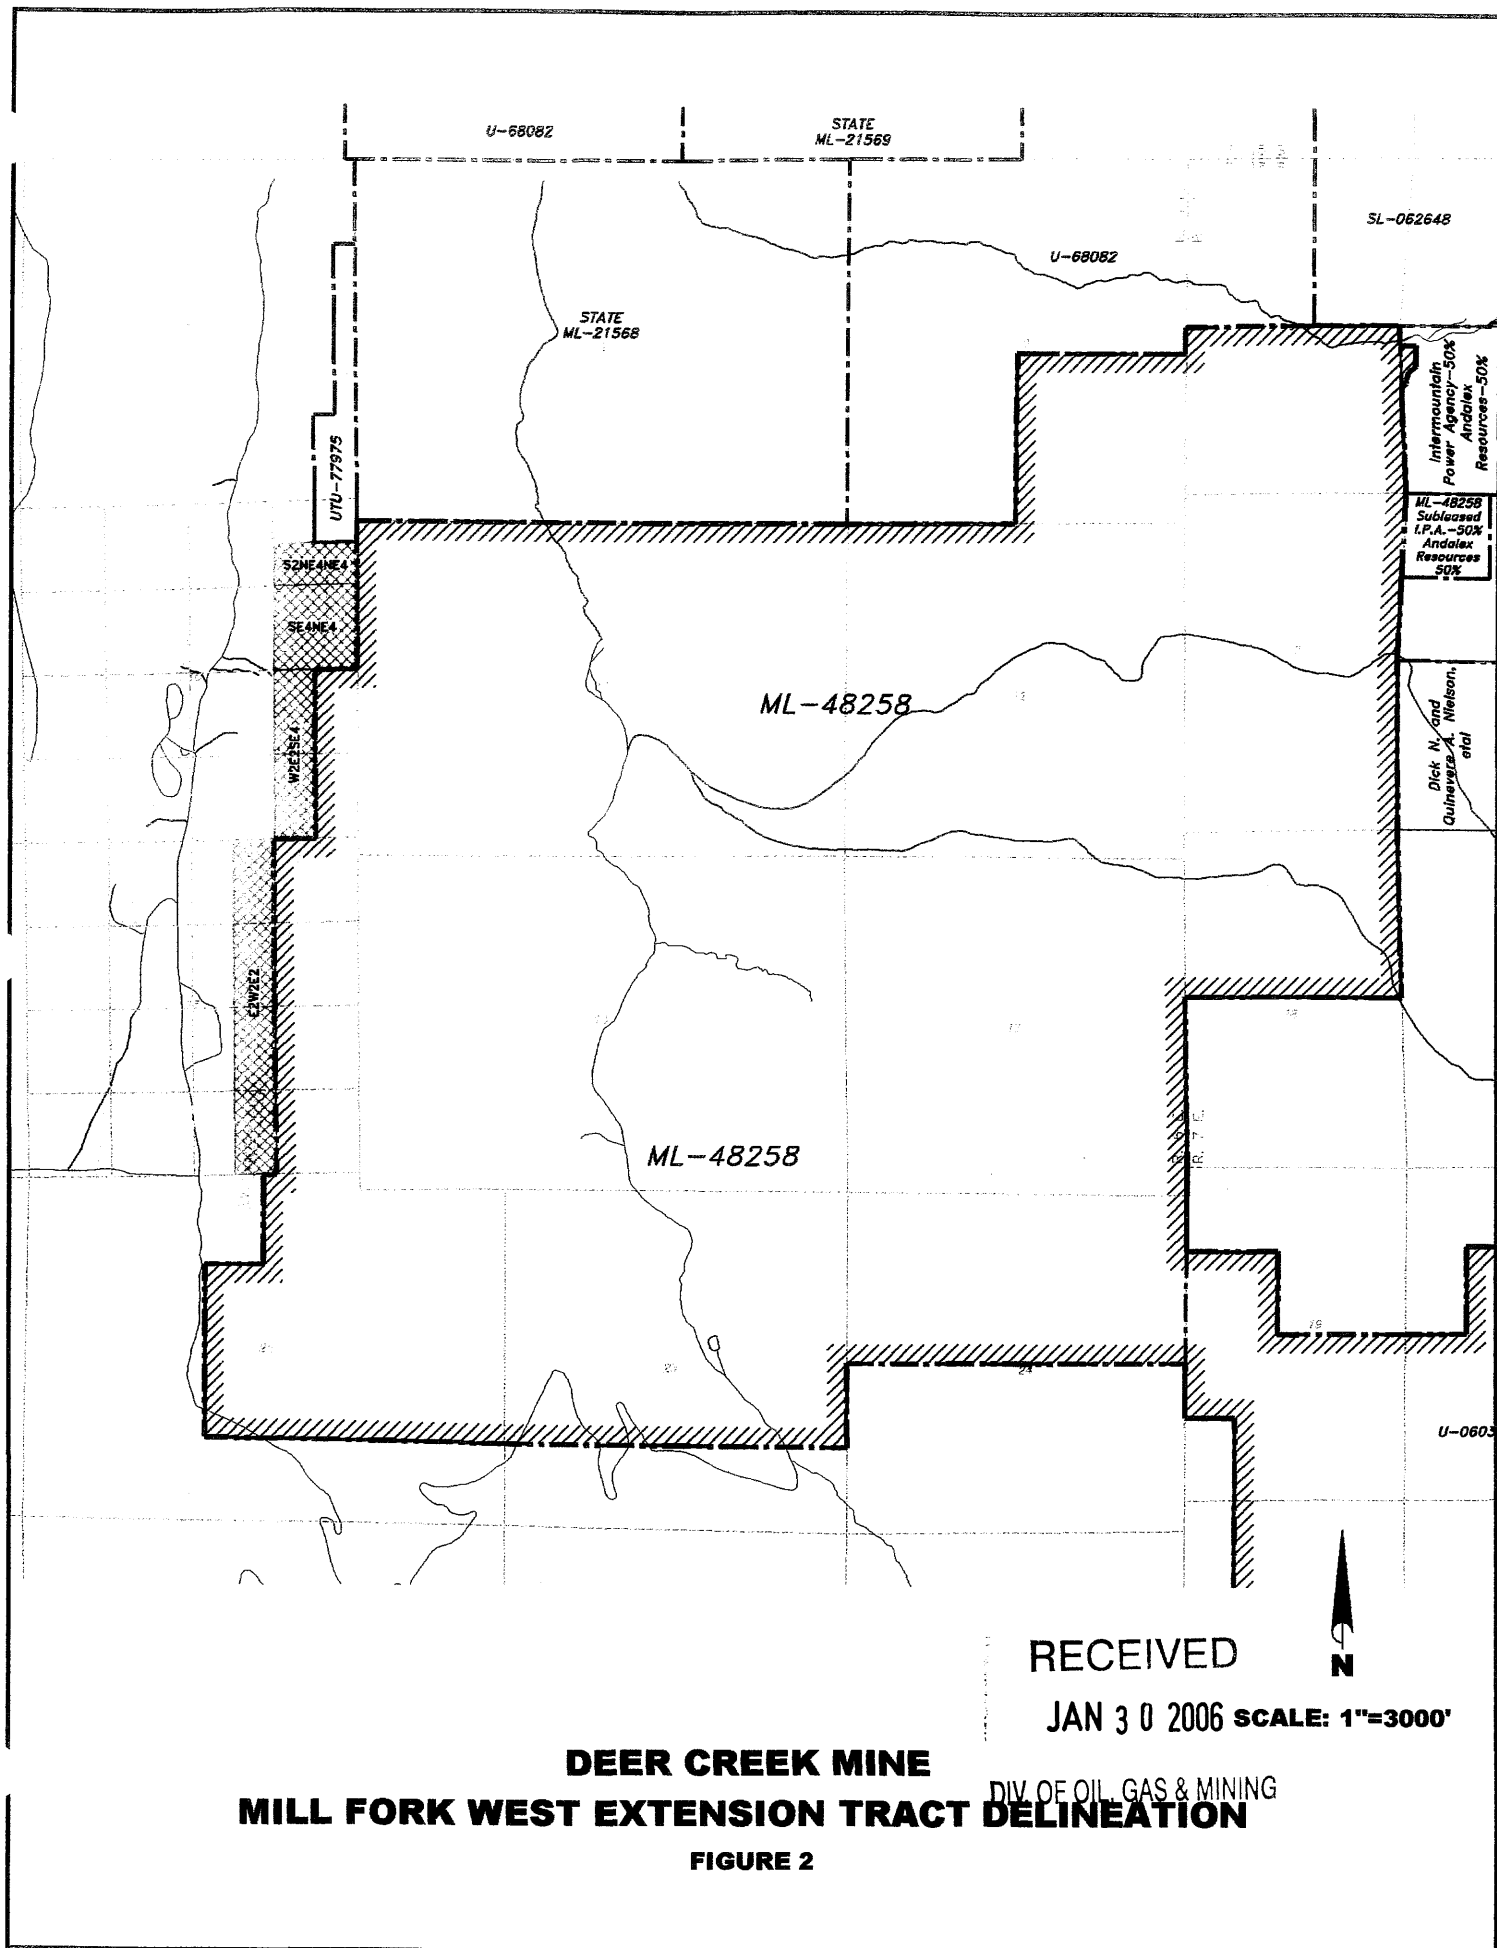 U-68082
STATE
ML-21569
SL-062648
U-68082
STATE
ML-21568
Intermountain
Power Agency-50%
Andalex
Resources-50%
UTU-77975
ML-48258
Subleased
I.P.A.-50%
Andalex
Resources
50%
S2NE4NE4
SE4NE4
W2E2SE4
ML-48258
Dick N. and
Quinevere A. Nielson,
etal
E2W2E2
ML-48258
R. 7 E.
19
24
U-0603
RECEIVED
N
JAN 30 2006
SCALE: 1"=3000'
DEER CREEK MINE
DIV. OF OIL, GAS & MINING
MILL FORK WEST EXTENSION TRACT DELINEATION
FIGURE 2